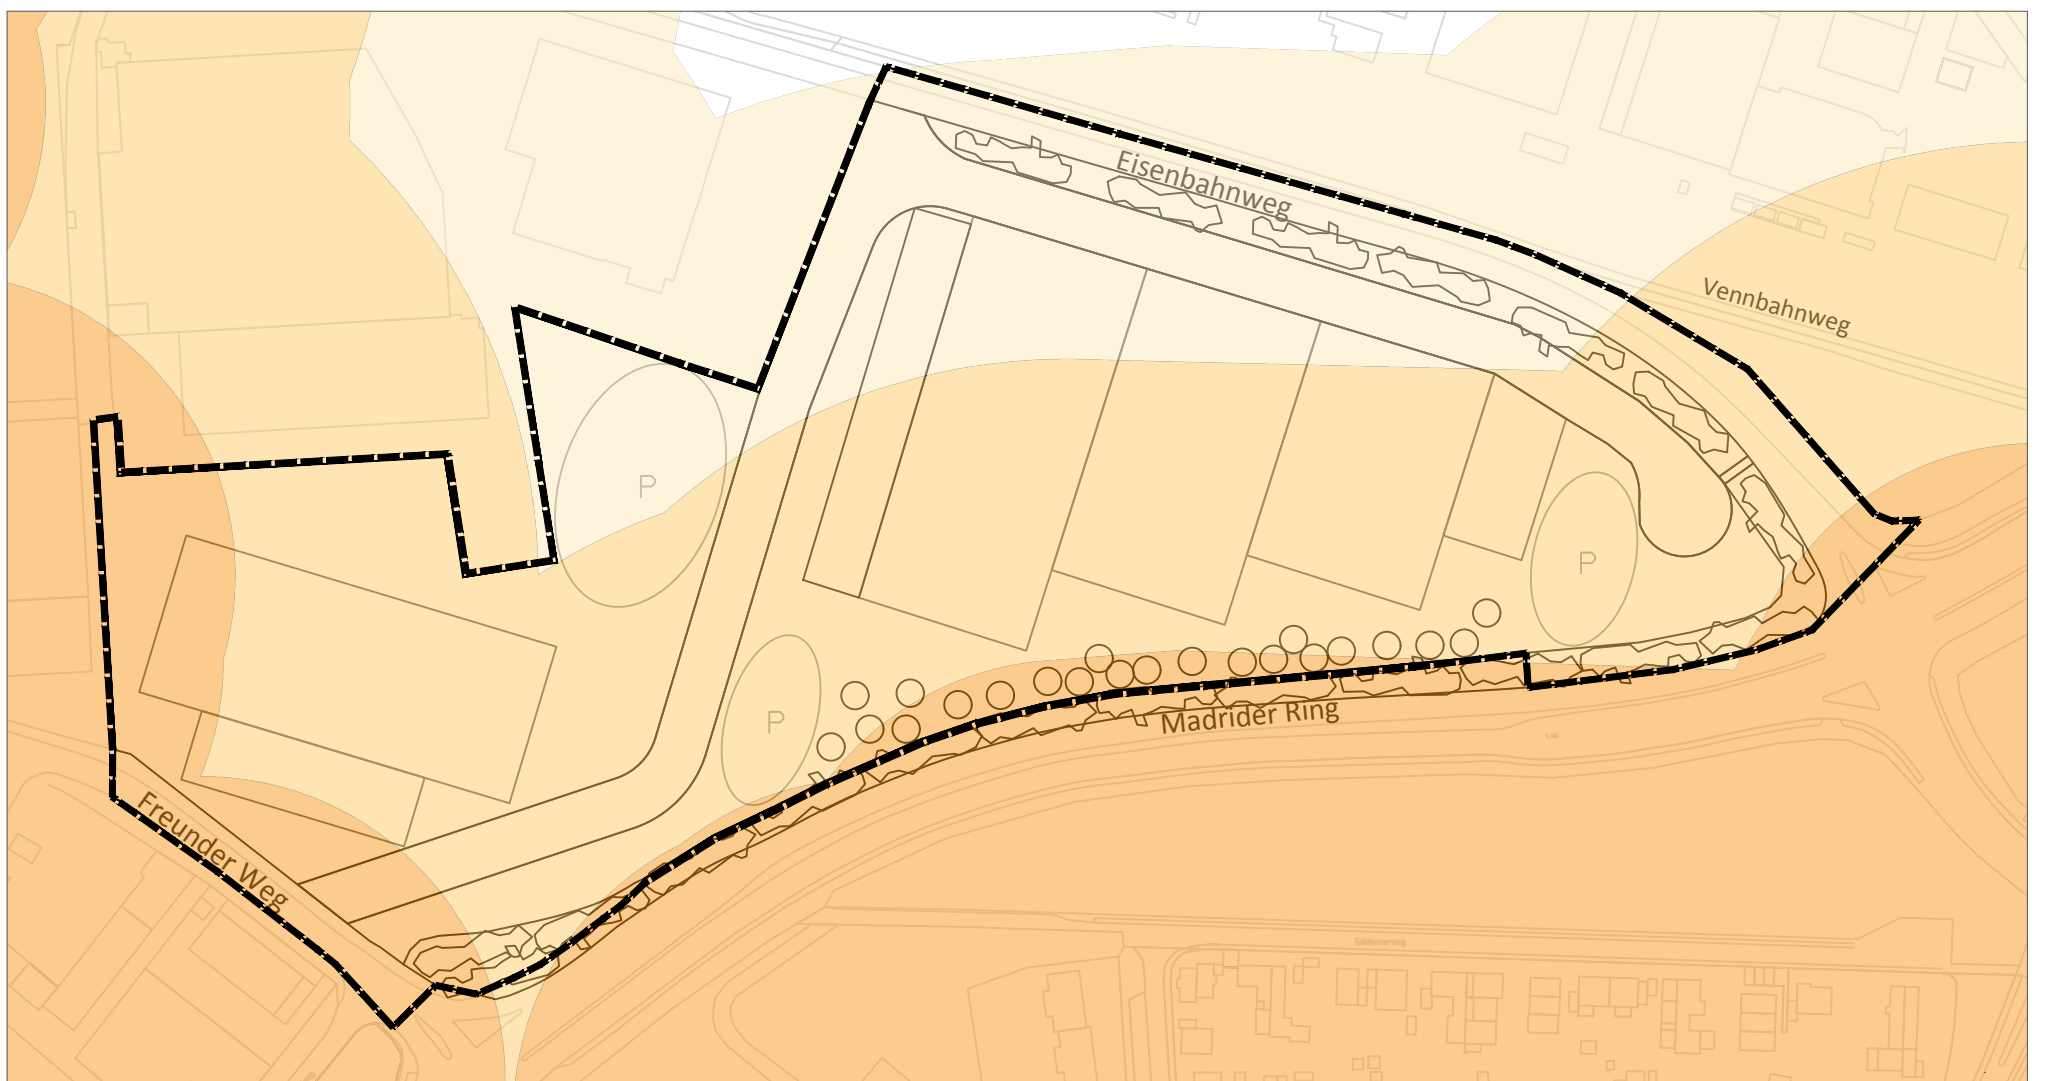 Eisenbahnweg
Vennbahnweg
P
P
P
Madrider Ring
Freunder Weg